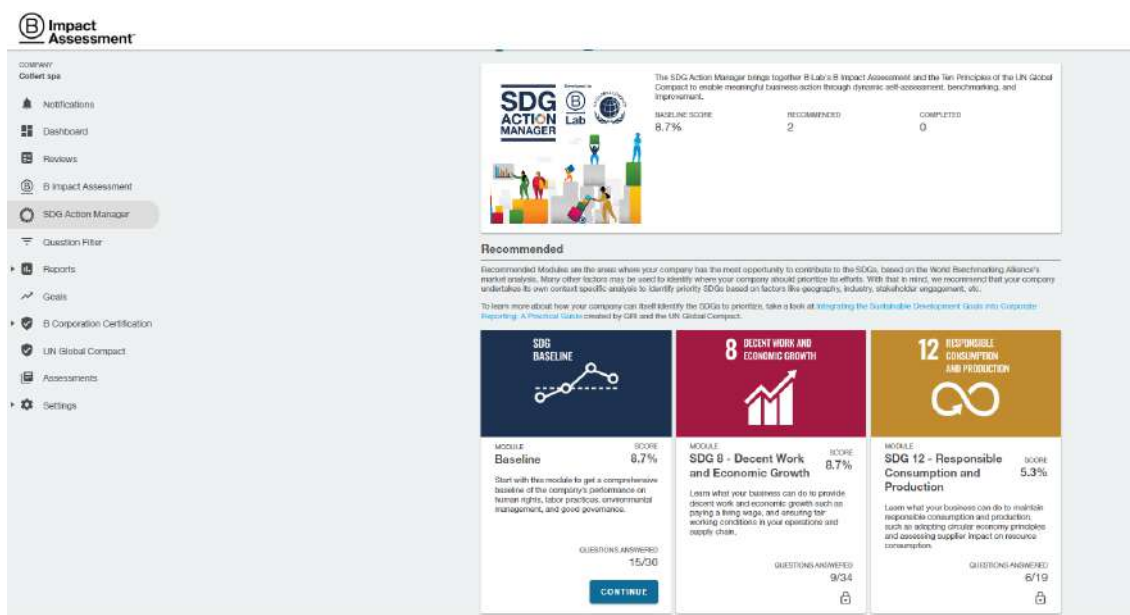 B Impact
Assessment
COMPANY
Collert spa
Notifications
Dashboard
Reviews
B Impact Assessment
SDG Action Manager
Question Filter
Reports
Goals
B Corporation Certification
UN Global Compact
Assessments
Settings
SDG
ACTION
MANAGER
B
Lab
The SDG Action Manager brings together B Lab's B Impact Assessment and the Ten Principles of the UN Global
Compact to enable meaningful business action through dynamic self-assessment, benchmarking, and
improvement.
BASELINE SCORE
8.7%
RECOMMENDED
2
COMPLETED
0
Recommended
Recommended Modules are the areas where your company has the most opportunity to contribute to the SDGs, based on the World Benchmarking Alliance's
market analysis. Many other factors may be used to identify where your company should prioritize its efforts. With that in mind, we recommend that your company
undertakes its own context specific analysis to identify priority SDGs based on factors like geography, industry, stakeholder engagement, etc.
To learn more about how your company can itself identify the SDGs to prioritize, take a look at Integrating the Sustainable Development Goals into Corporate
Reporting: A Practical Guide created by GRI and the UN Global Compact.
SDG
BASELINE
MODULE
Baseline
SCORE
8.7%
Start with this module to get a comprehensive
baseline of the company's performance on
human rights, labor practices, environmental
management, and good governance.
QUESTIONS ANSWERED
15/30
CONTINUE
8 DECENT WORK AND
ECONOMIC GROWTH
MODULE
SDG 8 - Decent Work
and Economic Growth
SCORE
8.7%
Learn what your business can do to provide
decent work and economic growth such as
paying a living wage, and ensuring fair
working conditions in your operations and
supply chain.
QUESTIONS ANSWERED
9/34
12 RESPONSIBLE
CONSUMPTION
AND PRODUCTION
MODULE
SDG 12 - Responsible
Consumption and
Production
SCORE
5.3%
Learn what your business can do to maintain
responsible consumption and production,
such as adopting circular economy principles
and assessing supplier impact on resource
consumption.
QUESTIONS ANSWERED
6/19